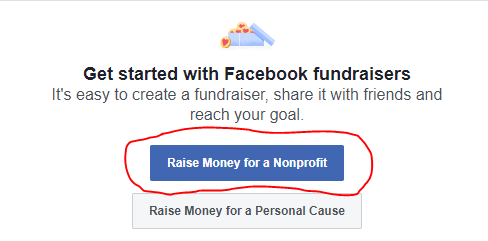 Get started with Facebook fundraisers
It's easy to create a fundraiser, share it with friends and
reach your goal.
Raise Money for a Nonprofit
Raise Money for a Personal Cause